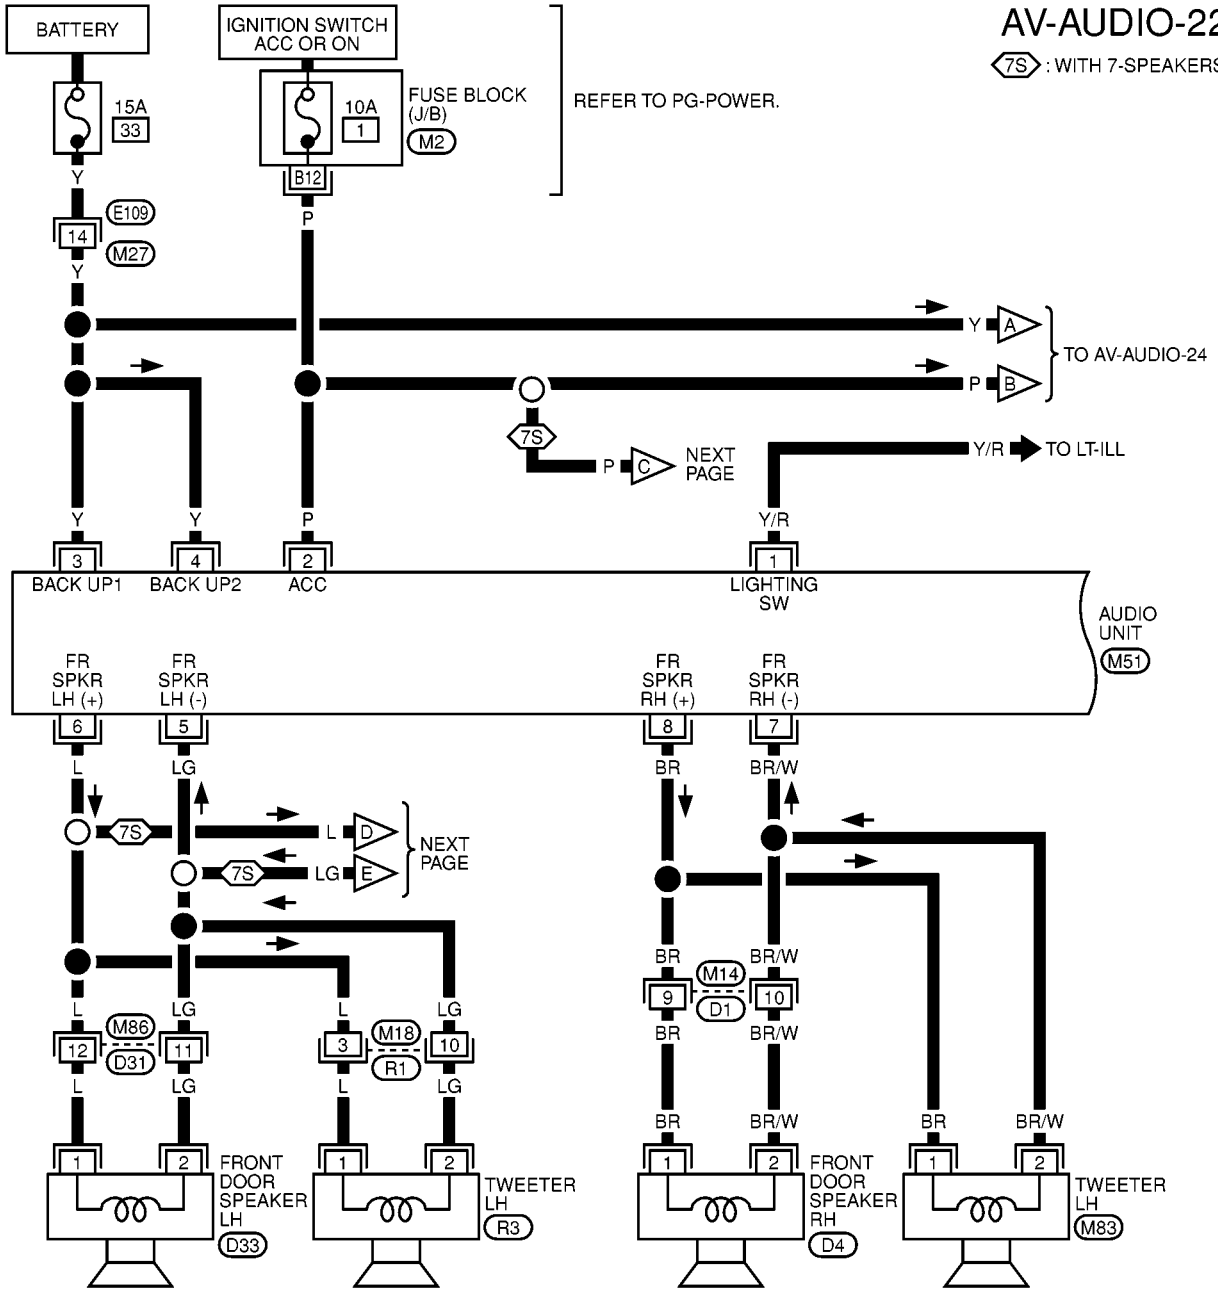 AV-AUDIO-22
7S : WITH 7-SPEAKERS
BATTERY
IGNITION SWITCH
ACC OR ON
15A
33
10A
1
FUSE BLOCK
(J/B)
M2
REFER TO PG-POWER.
B12
Y
P
E109
14
M27
Y
Y A
TO AV-AUDIO-24
P B
7S
P C
NEXT
PAGE
Y/R
TO LT-ILL
Y
Y
P
Y/R
3
4
2
1
BACK UP1
BACK UP2
ACC
LIGHTING
SW
AUDIO
UNIT
M51
FR
SPKR
LH (+)
FR
SPKR
LH (-)
FR
SPKR
RH (+)
FR
SPKR
RH (-)
6
5
8
7
L
LG
BR
BR/W
7S
L D
7S
LG E
NEXT
PAGE
L
LG
L
LG
BR
BR/W
12
M86
D31
11
3
M18
R1
10
9
M14
D1
10
L
LG
L
LG
BR
BR/W
BR
BR/W
BR
BR/W
1
2
1
2
1
2
1
2
FRONT
DOOR
SPEAKER
LH
D33
TWEETER
LH
R3
FRONT
DOOR
SPEAKER
RH
D4
TWEETER
LH
M83